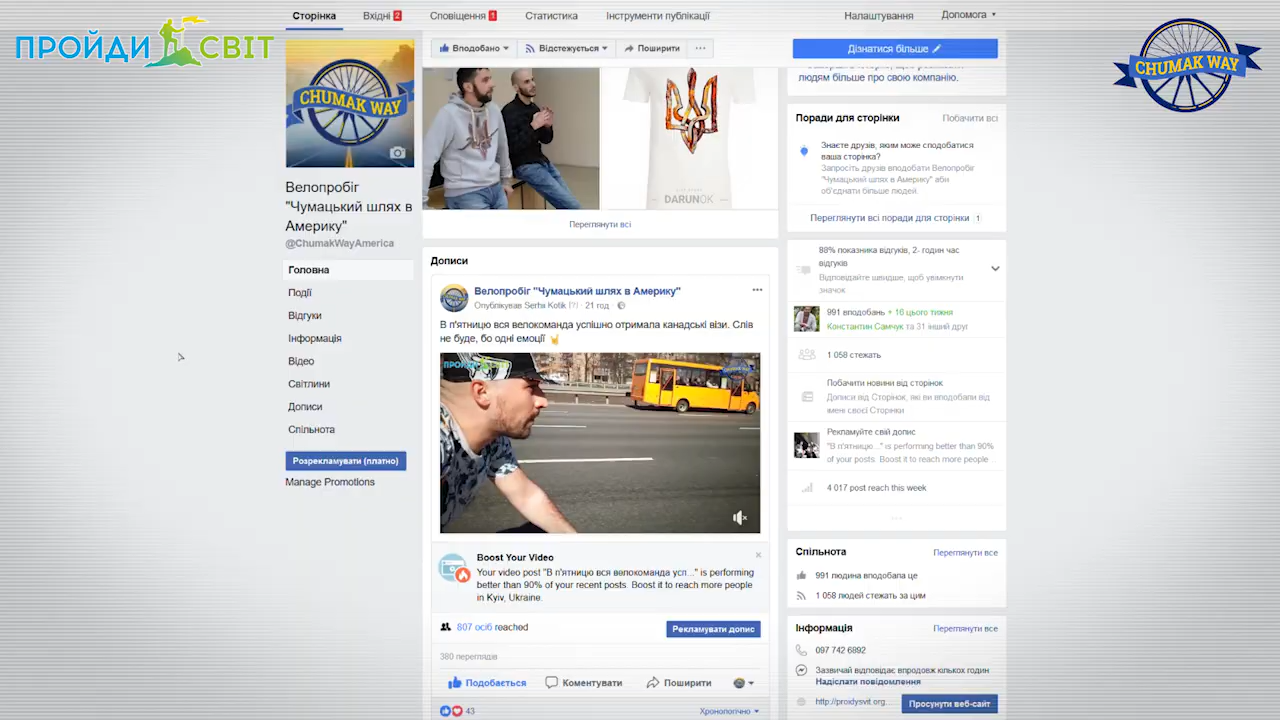 Сторінка
Вхідні 2
Сповіщення 1
Статистика
Інструменти публікації
Налаштування
Допомога
ПРОЙДИ СВІТ
CHUMAK WAY
Вподобано
Відстежується
Поширити
Дізнатися більше
CHUMAK WAY
людям більше про свою компанію.
Поради для сторінки
Побачити всі
Знаєте друзів, яким може сподобатися
ваша сторінка?
Запросіть друзів вподобати Велопробіг
"Чумацький шлях в Америку" аби
об'єднати більше людей.
Переглянути всі поради для сторінки 1
Велопробіг
"Чумацький шлях в
Америку"
@ChumakWayAmerica
DARUNOK
Переглянути всі
Головна
Події
Відгуки
Інформація
Відео
Світлини
Дописи
Спільнота
Розрекламувати (платно)
Manage Promotions
Дописи
Велопробіг "Чумацький шлях в Америку"
Опублікував Serhx Kotik [?] · 21 год ·
В п'ятницю вся велокоманда успішно отримала канадські візи. Слів
не буде, бо одні емоції 🤘
ПРОЙДИ СВІТ
Boost Your Video
Your video post "В п'ятницю вся велокоманда усп..." is performing
better than 90% of your recent posts. Boost it to reach more people
in Kyiv, Ukraine.
807 осіб reached
Рекламувати допис
380 переглядів
Подобається
Коментувати
Поширити
43
Хронологічно
88% показника відгуків, 2- годин час
відгуків
Відповідайте швидше, щоб увімкнути
значок
991 вподобань + 16 цього тижня
Константин Самчук та 31 інший друг
1 058 стежать
Побачити новини від сторінок
Дописи від Сторінок, які ви вподобали від
імені своєї Сторінки
Рекламуйте свій допис
"В п'ятницю..." is performing better than 90%
of your posts. Boost it to reach more people ...
4 017 post reach this week
Спільнота
Переглянути все
991 людина вподобала це
1 058 людей стежать за цим
Інформація
Переглянути все
097 742 6892
Зазвичай відповідає впродовж кількох годин
Надіслати повідомлення
http://proidysvit.org...
Просунути веб-сайт